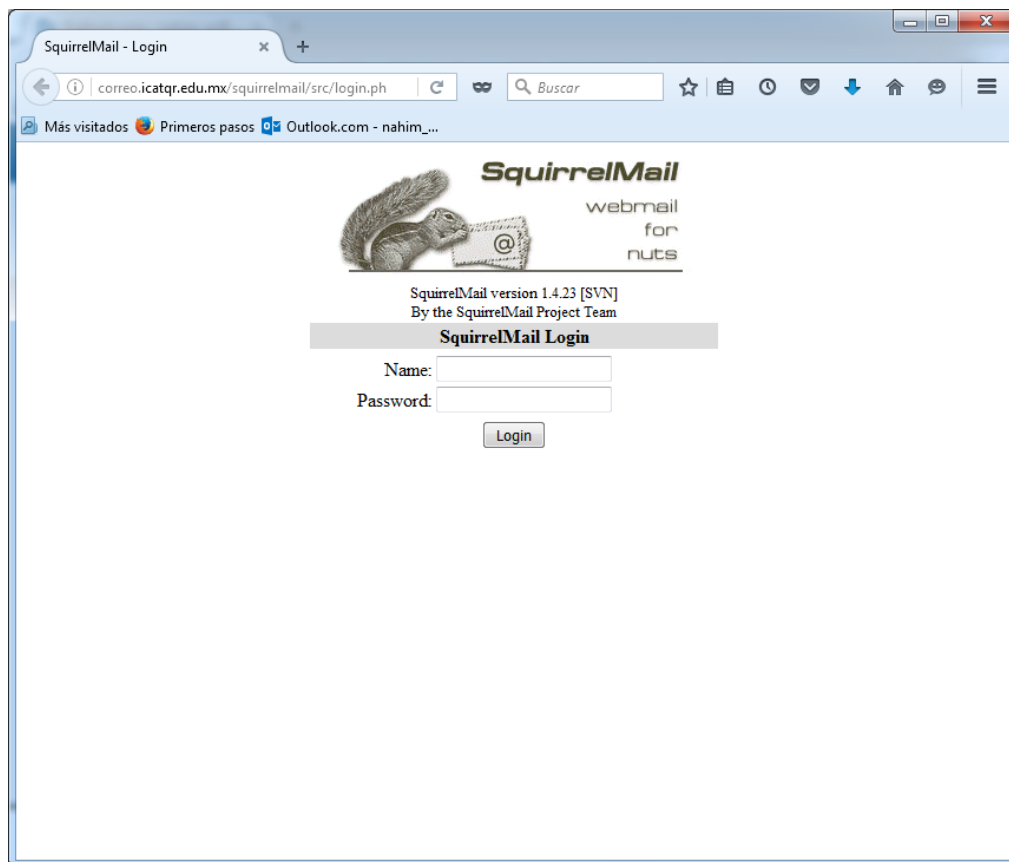 SquirrelMail - Login
correo.icatqr.edu.mx/squirrelmail/src/login.ph
Buscar
Más visitados
Primeros pasos
Outlook.com - nahim_...
SquirrelMail
webmail
for
nuts
@
SquirrelMail version 1.4.23 [SVN]
By the SquirrelMail Project Team
SquirrelMail Login
Name:
Password:
Login